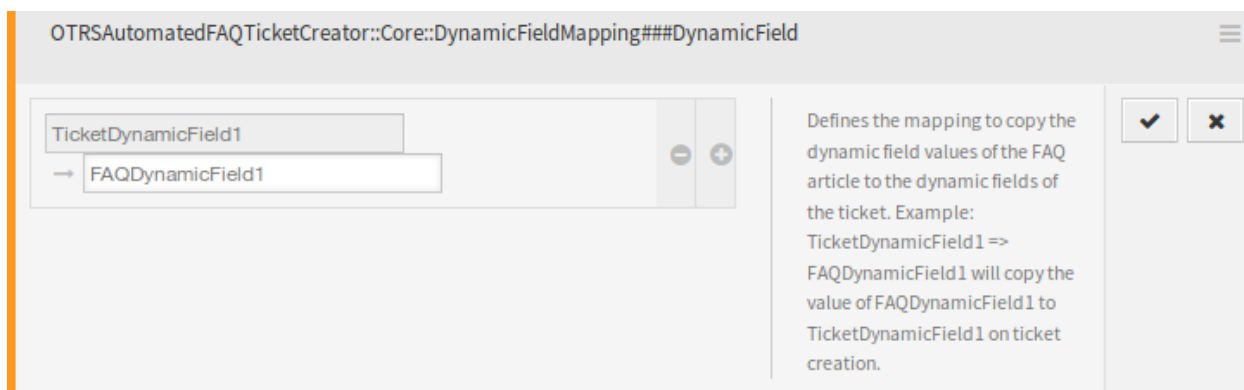 OTRSAutomatedFAQTicketCreator::Core::DynamicFieldMapping###DynamicField
TicketDynamicField1
→ FAQDynamicField1
Defines the mapping to copy the
dynamic field values of the FAQ
article to the dynamic fields of
the ticket. Example:
TicketDynamicField1 =>
FAQDynamicField1 will copy the
value of FAQDynamicField1 to
TicketDynamicField1 on ticket
creation.